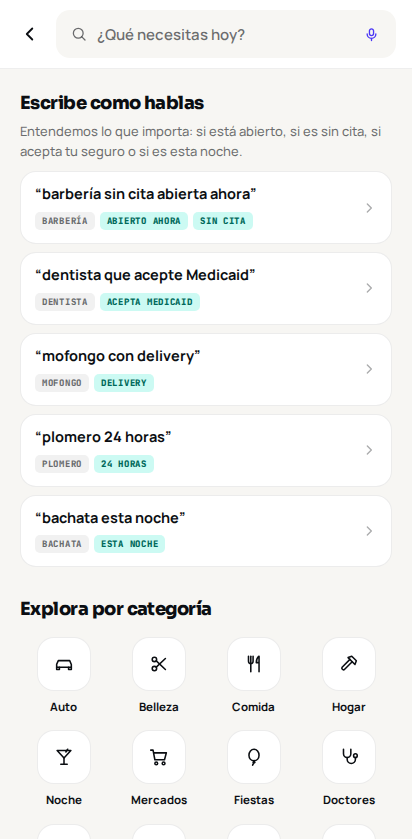 ¿Qué necesitas hoy?
Escribe como hablas
Entendemos lo que importa: si está abierto, si es sin cita, si
acepta tu seguro o si es esta noche.
“barbería sin cita abierta ahora”
BARBERÍA ABIERTO AHORA SIN CITA
“dentista que acepte Medicaid”
DENTISTA ACEPTA MEDICAID
“mofongo con delivery”
MOFONGO DELIVERY
“plomero 24 horas”
PLOMERO 24 HORAS
“bachata esta noche”
BACHATA ESTA NOCHE
Explora por categoría
Auto Belleza Comida Hogar
Noche Mercados Fiestas Doctores